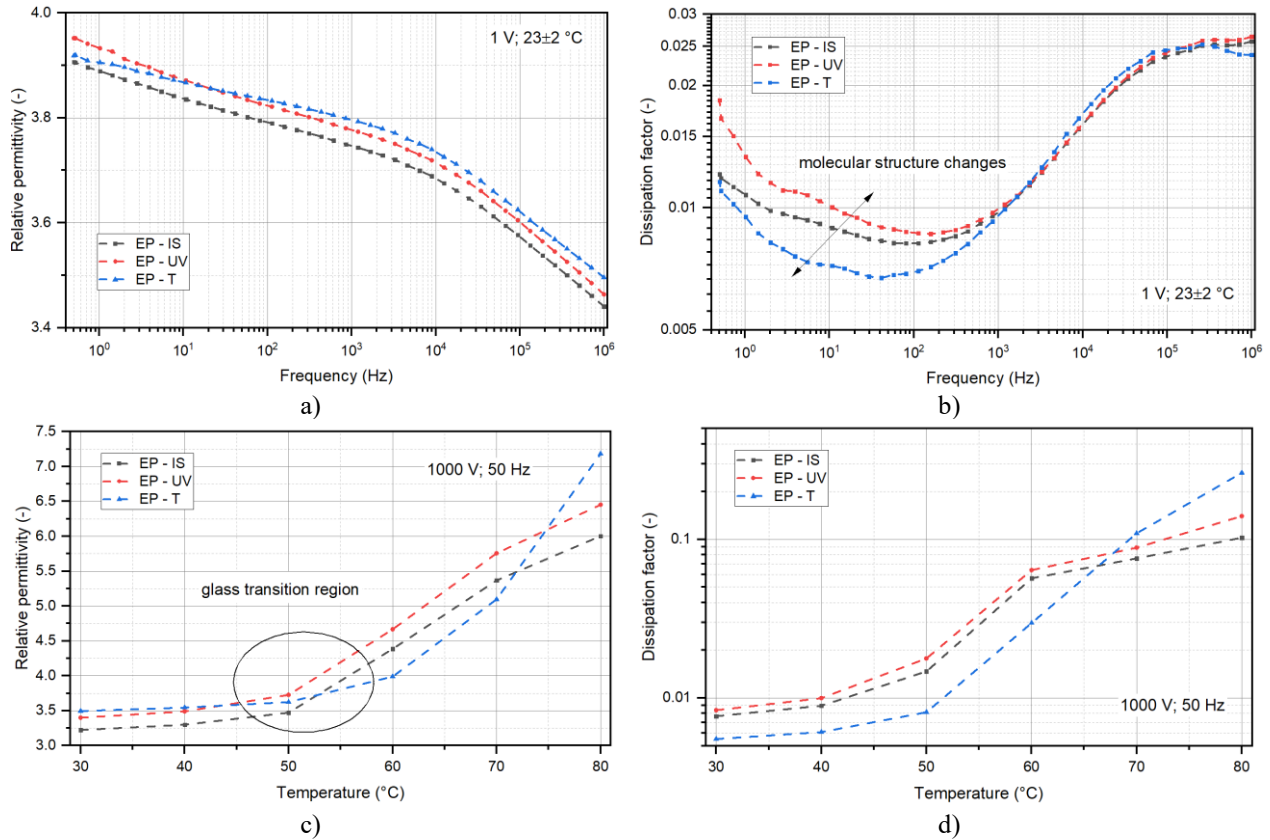 4.0
3.8
3.6
3.4
Relative permittivity (-)
1 V; 23±2 °C
EP - IS
EP - UV
EP - T
10⁰ 10¹ 10² 10³ 10⁴ 10⁵ 10⁶
Frequency (Hz)
a)
0.03
0.025
0.02
0.015
0.01
0.005
Dissipation factor (-)
EP - IS
EP - UV
EP - T
molecular structure changes
1 V; 23±2 °C
10⁰ 10¹ 10² 10³ 10⁴ 10⁵ 10⁶
Frequency (Hz)
b)
7.5
7.0
6.5
6.0
5.5
5.0
4.5
4.0
3.5
3.0
Relative permittivity (-)
EP - IS
EP - UV
EP - T
1000 V; 50 Hz
glass transition region
30 40 50 60 70 80
Temperature (°C)
c)
0.1
0.01
Dissipation factor (-)
EP - IS
EP - UV
EP - T
1000 V; 50 Hz
30 40 50 60 70 80
Temperature (°C)
d)